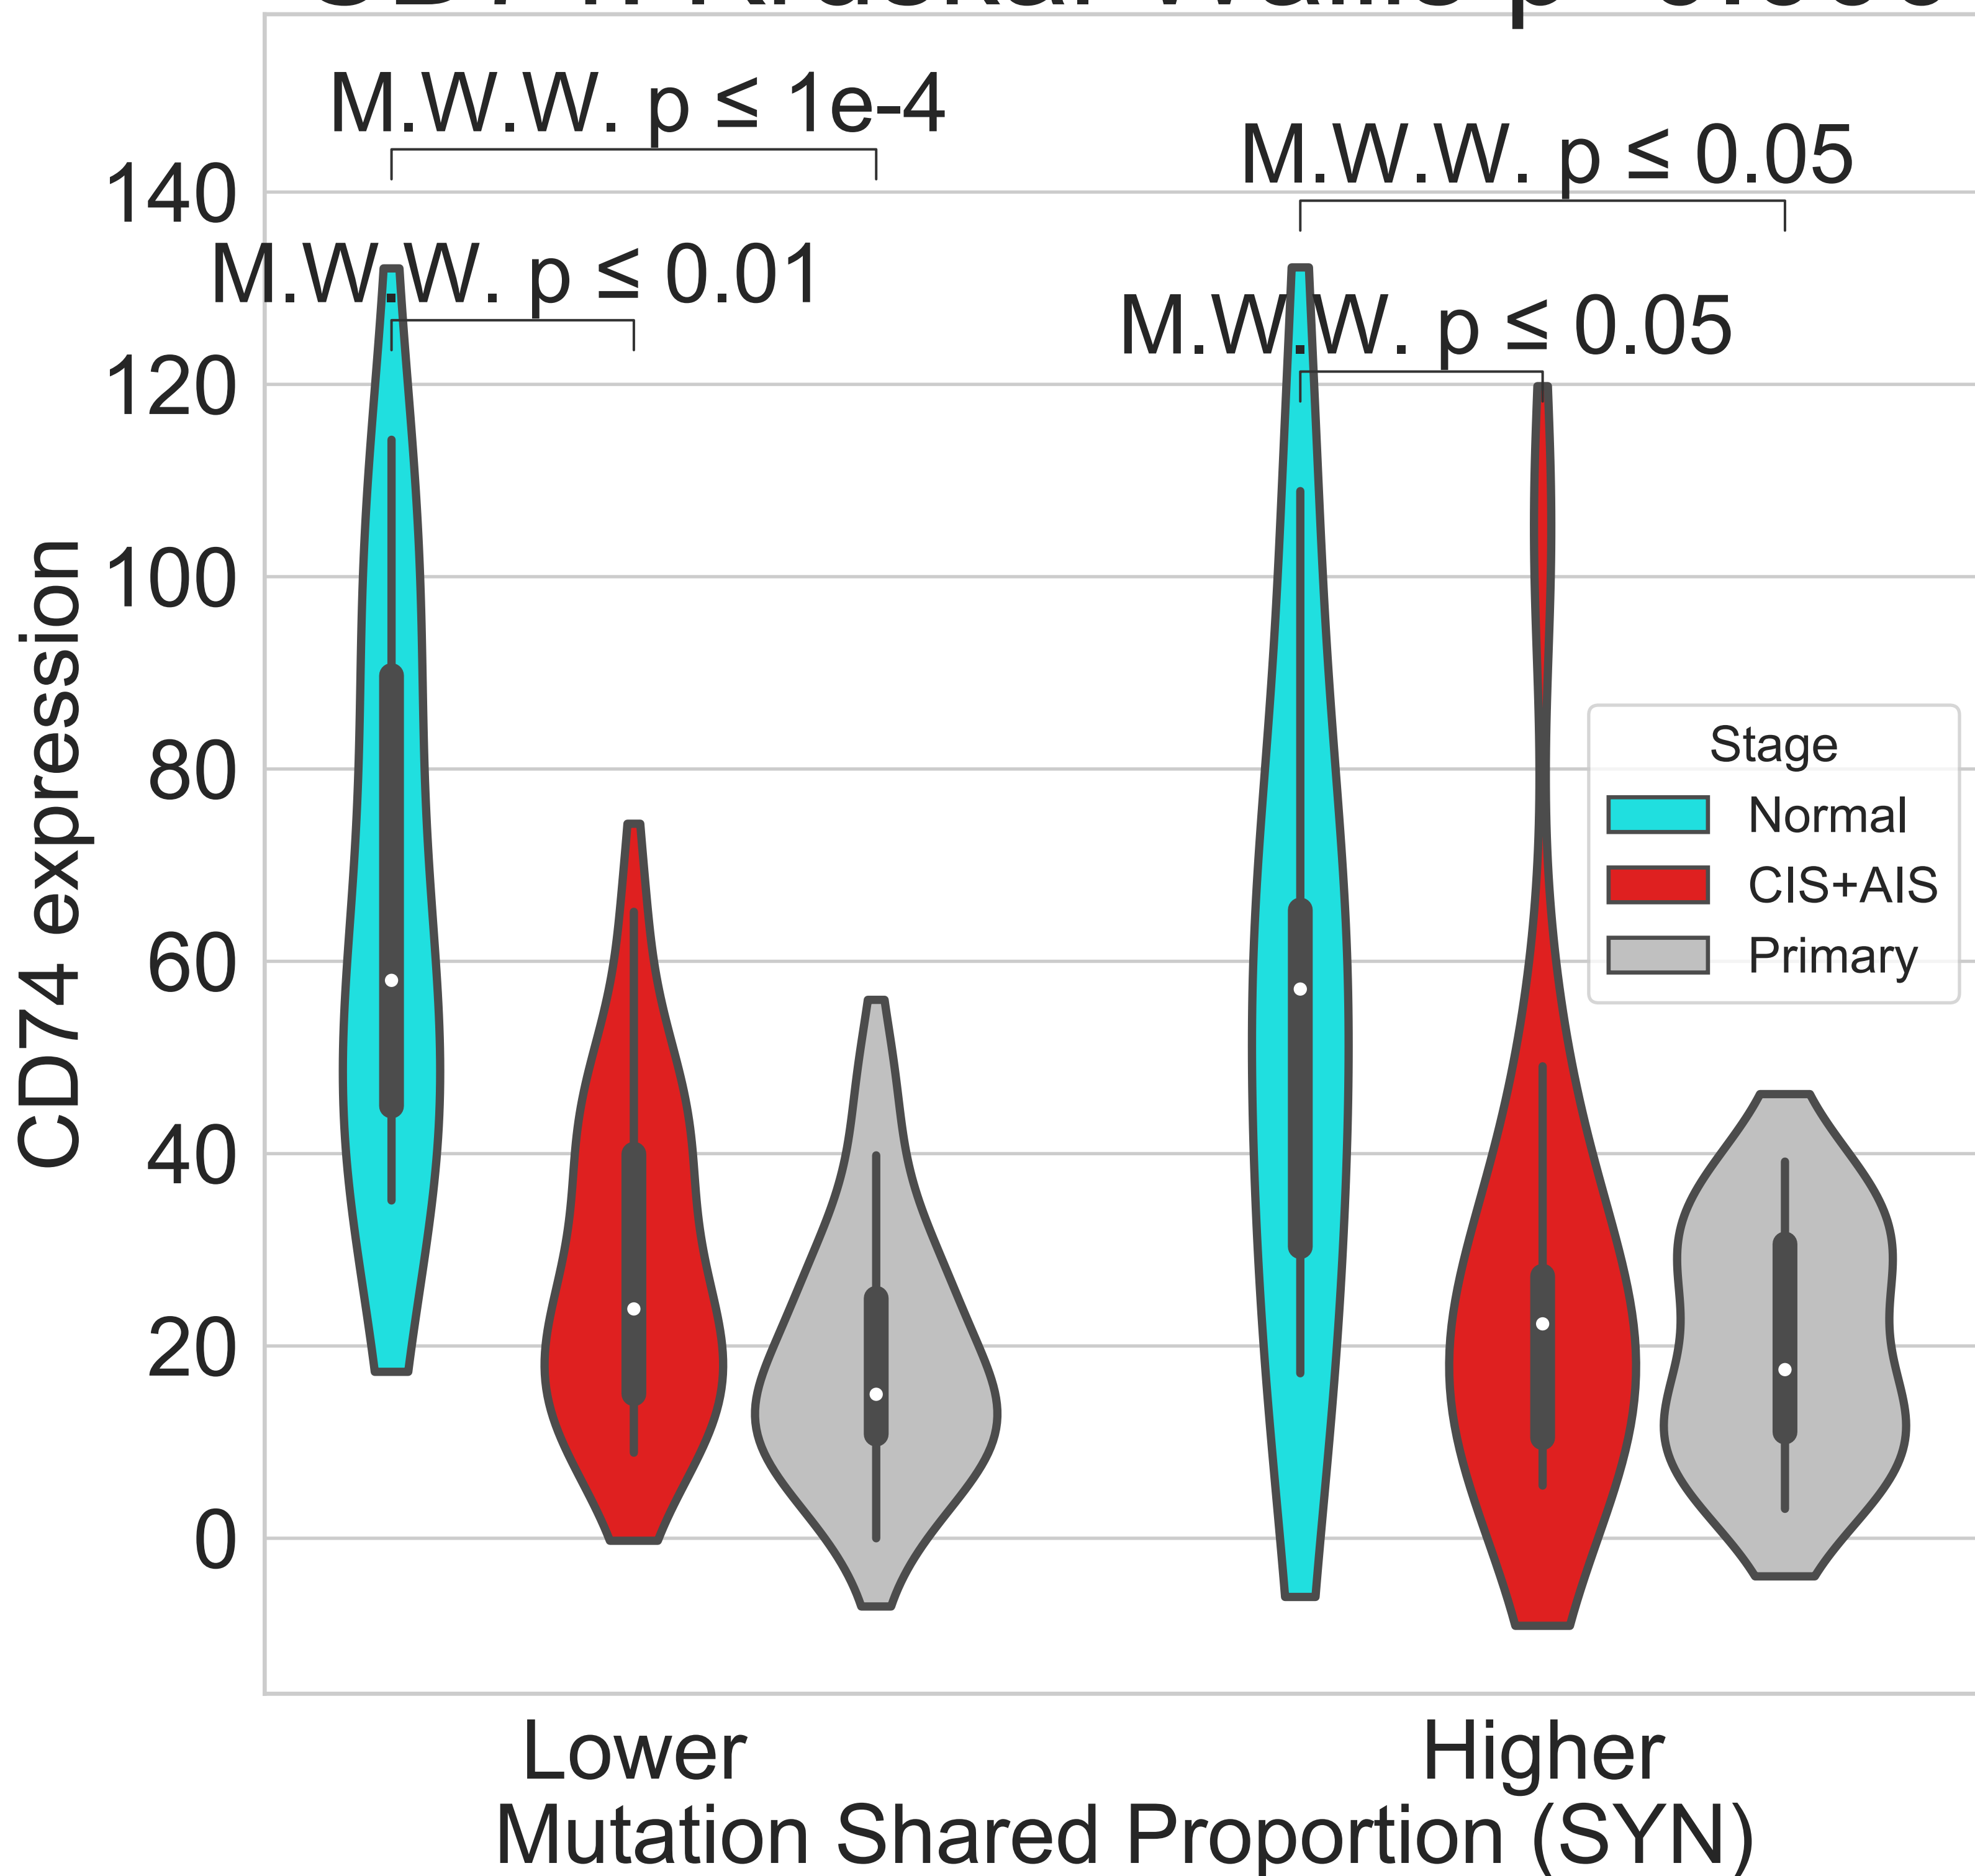 M.W.W. p ≤ 1e-4
M.W.W. p ≤ 0.05
M.W.W. p ≤ 0.01
M.W.W. p ≤ 0.05
140
120
100
80
60
40
20
0
CD74 expression
Stage
Normal
CIS+AIS
Primary
Lower
Higher
Mutation Shared Proportion (SYN)